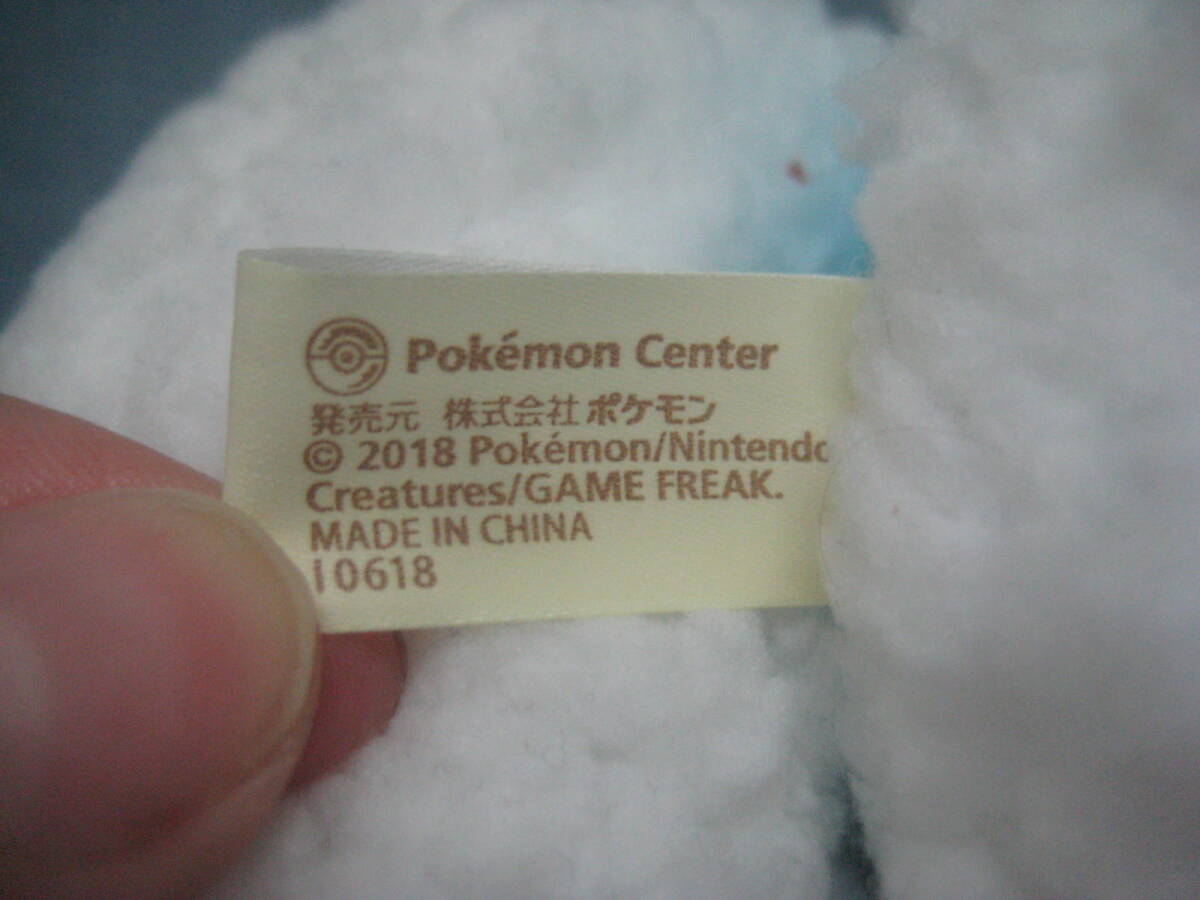 Pokémon Center
発売元 株式会社ポケモン
© 2018 Pokémon/Nintendo
Creatures/GAME FREAK.
MADE IN CHINA
I 0618